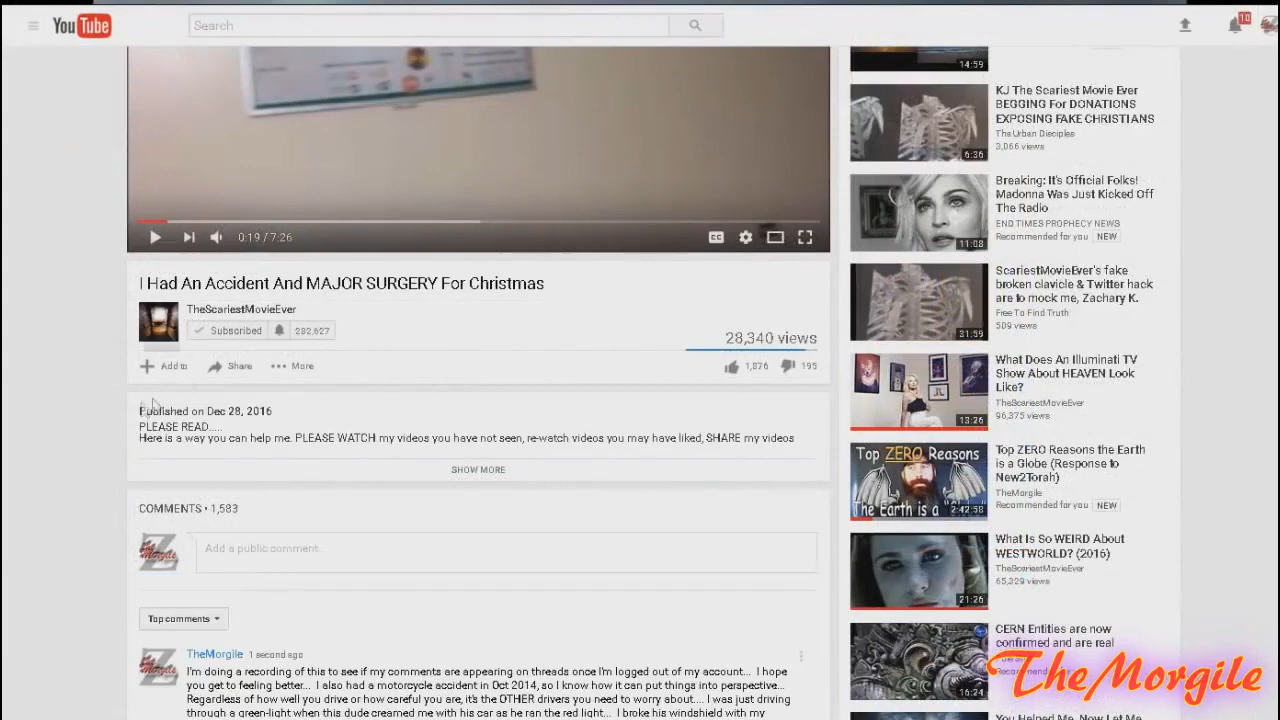 YouTube
Search
10
0:19 / 7:26
CC
I Had An Accident And MAJOR SURGERY For Christmas
TheScariestMovieEver
Subscribed 282,627
28,340 views
Add to Share More
1,876 195
Published on Dec 28, 2016
PLEASE READ.....
Here is a way you can help me. PLEASE WATCH my videos you have not seen, re-watch videos you may have liked, SHARE my videos
SHOW MORE
COMMENTS • 1,583
Add a public comment...
Top comments
TheMorgile 1 second ago
I'm doing a recording of this to see if my comments are appearing on threads once I'm logged out of my account... I hope
you get to feeling better... I also had a motorcycle accident in Oct 2014, so I know how it can put things into perspective...
Regardless of how well you drive or how careful you are, it's the OTHER drivers you need to worry about.... I was just driving
through a green-light when this dude creamed me with his car as he ran the red light... I broke his windshield with my
14:59
KJ The Scariest Movie Ever
BEGGING For DONATIONS
EXPOSING FAKE CHRISTIANS
The Urban Disciples
3,066 views
6:36
Breaking: It's Official Folks!
Madonna Was Just Kicked Off
The Radio
END TIMES PROPHECY NEWS
Recommended for you NEW
11:08
ScariestMovieEver's fake
broken clavicle & Twitter hack
are to mock me, Zachary K.
Free To Find Truth
509 views
31:59
What Does An Illuminati TV
Show About HEAVEN Look
Like?
TheScariestMovieEver
96,375 views
13:26
Top ZERO Reasons
The Earth is a "Globe"
2:42:58
Top ZERO Reasons the Earth
is a Globe (Response to
New2Torah)
TheMorgile
Recommended for you NEW
What Is So WEIRD About
WESTWORLD? (2016)
TheScariestMovieEver
65,329 views
21:26
CERN Entities are now
confirmed and are real
16:24
You Helped Me, Now Let Me
TheMorgile